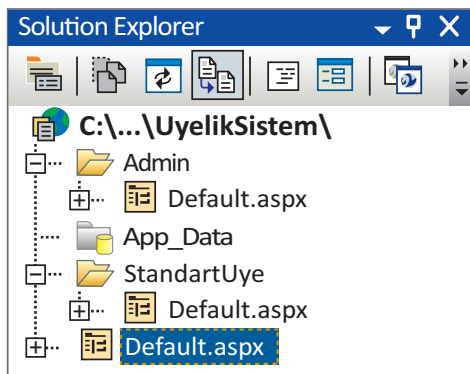 Solution Explorer
C:\...\UyelikSistem\
Admin
Default.aspx
App_Data
StandartUye
Default.aspx
Default.aspx